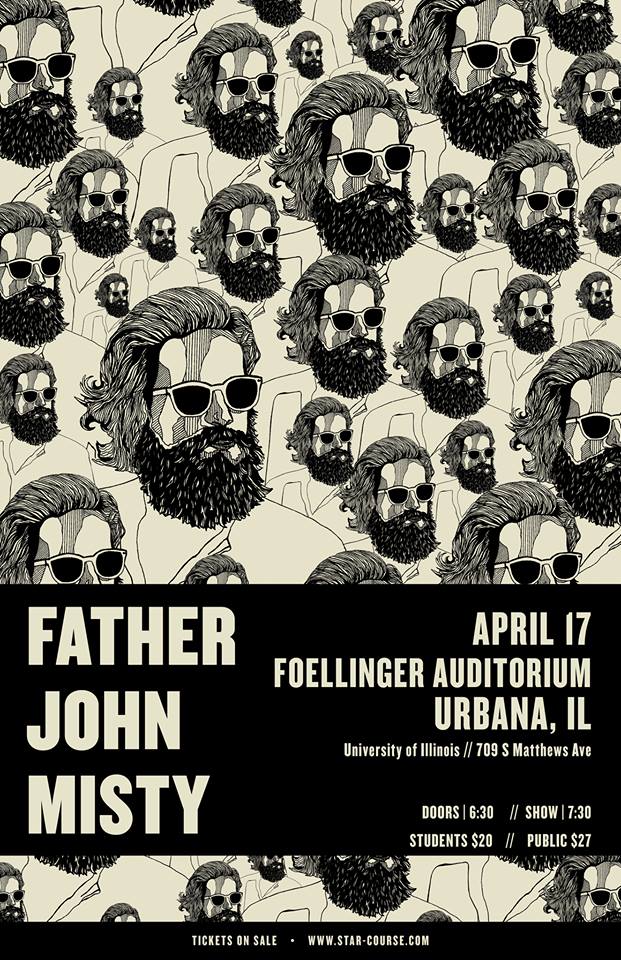 FATHER
JOHN
MISTY
APRIL 17
FOELLINGER AUDITORIUM
URBANA, IL
University of Illinois // 709 S Matthews Ave
DOORS | 6:30 // SHOW | 7:30
STUDENTS $20 // PUBLIC $27
TICKETS ON SALE • WWW.STAR-COURSE.COM